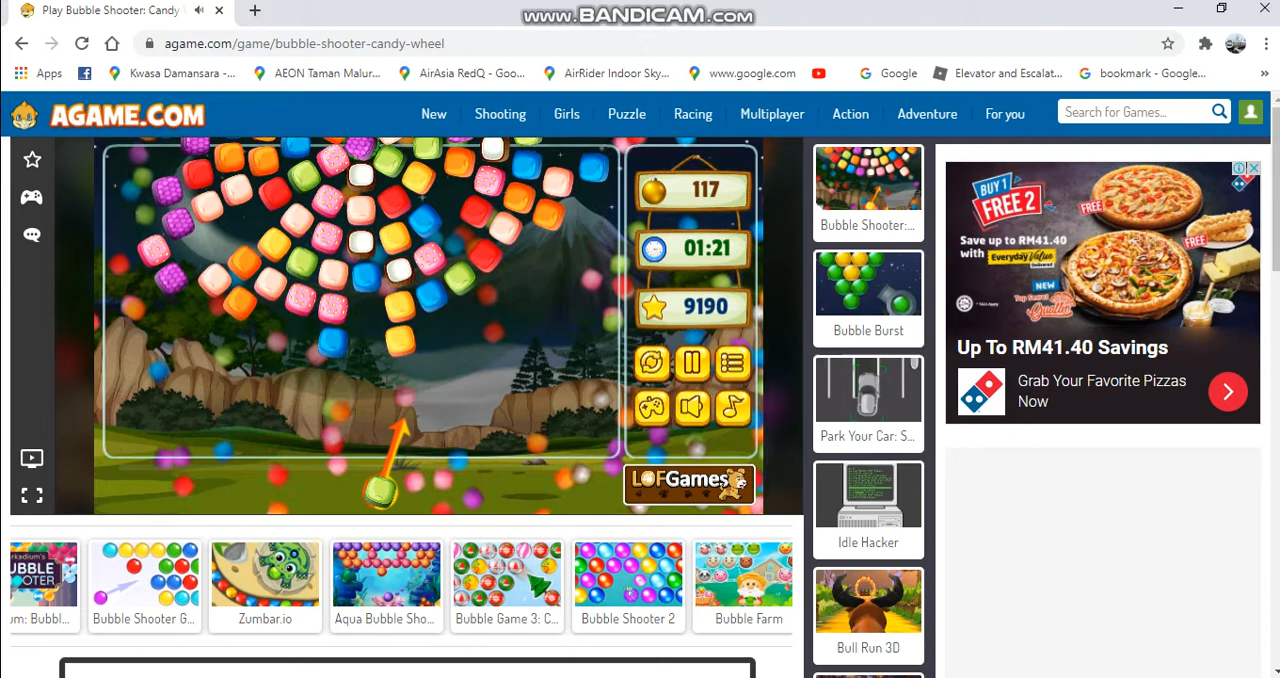 Play Bubble Shooter: Candy
www.BANDICAM.com
agame.com/game/bubble-shooter-candy-wheel
Apps
Kwasa Damansara -...
AEON Taman Malur...
AirAsia RedQ - Goo...
AirRider Indoor Sky...
www.google.com
Google
Elevator and Escalat...
bookmark - Google...
AGAME.COM
New
Shooting
Girls
Puzzle
Racing
Multiplayer
Action
Adventure
For you
Search for Games...
117
01:21
9190
LOFGames
Bubble Shooter:...
Bubble Burst
Park Your Car: S...
Idle Hacker
Bull Run 3D
BUY 1
FREE 2
FREE
FREE
Save up to RM41.40
with Everyday Value
NEW
Top Secret
Up To RM41.40 Savings
Grab Your Favorite Pizzas
Now
um: Bubbl...
Bubble Shooter G...
Zumbar.io
Aqua Bubble Sho...
Bubble Game 3: C...
Bubble Shooter 2
Bubble Farm